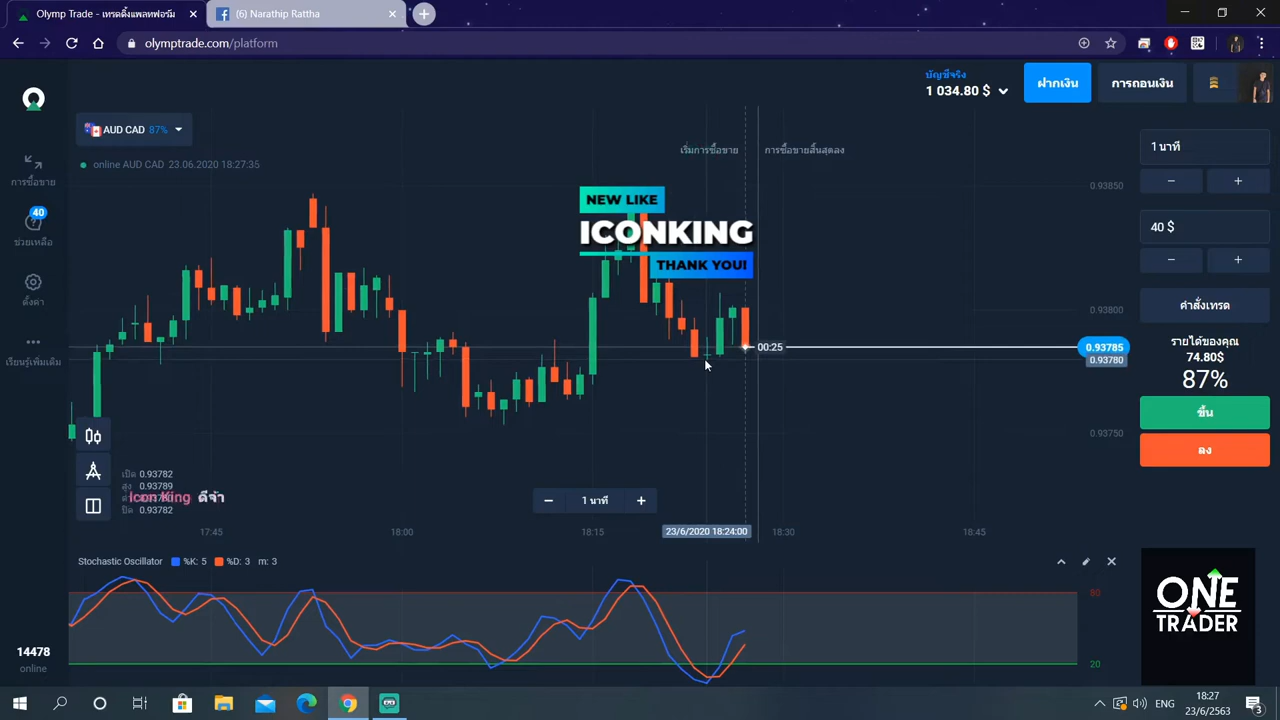 Olymp Trade - เทรดดิ้งแพลทฟอร์ม
(6) Narathip Rattha
olymptrade.com/platform
บัญชีจริง
1 034.80 $
ฝากเงิน
การถอนเงิน
AUD CAD 87%
online AUD CAD 23.06.2020 18:27:35
เริ่มการซื้อขาย
การซื้อขายสิ้นสุดลง
การซื้อขาย
40
ช่วยเหลือ
ตั้งค่า
เรียนรู้เพิ่มเติม
NEW LIKE
ICONKING
THANK YOU!
0.93850
0.93800
00:25
0.93785
0.93780
0.93750
1 นาที
40 $
คำสั่งเทรด
รายได้ของคุณ
74.80$
87%
ขึ้น
ลง
เปิด 0.93782
สูง 0.93789
ปิด 0.93782
Icon King ดีจ้า
1 นาที
17:45
18:00
18:15
23/6/2020 18:24:00
18:30
18:45
Stochastic Oscillator %K: 5 %D: 3 m: 3
80
20
ONE
TRADER
14478
online
ENG
18:27
23/6/2563
3